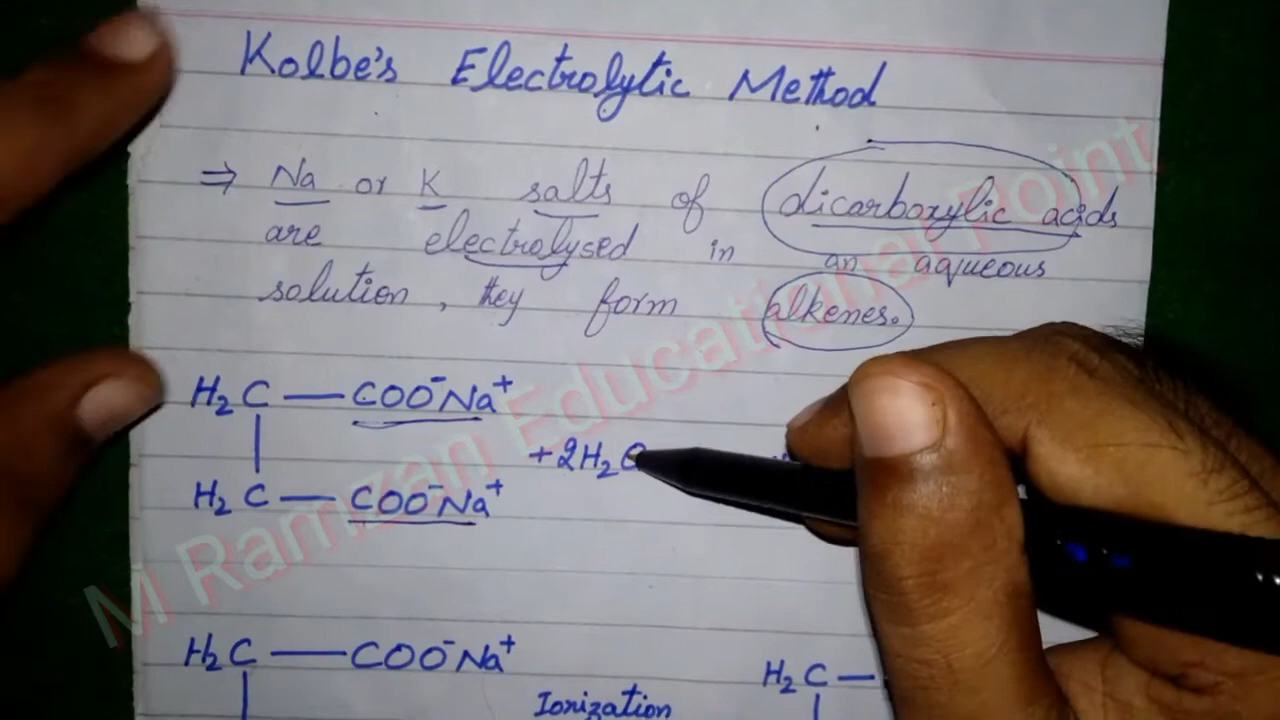 Kolbe's Electrolytic Method
⇒ Na or K salts of dicarboxylic acids
are electrolysed in an aqueous
solution, they form alkenes.
H₂C — COO⁻Na⁺
+2H₂O
H₂C — COO⁻Na⁺
H₂C — COO⁻Na⁺
H₂C —
Ionization
M Ramzan Educational Point